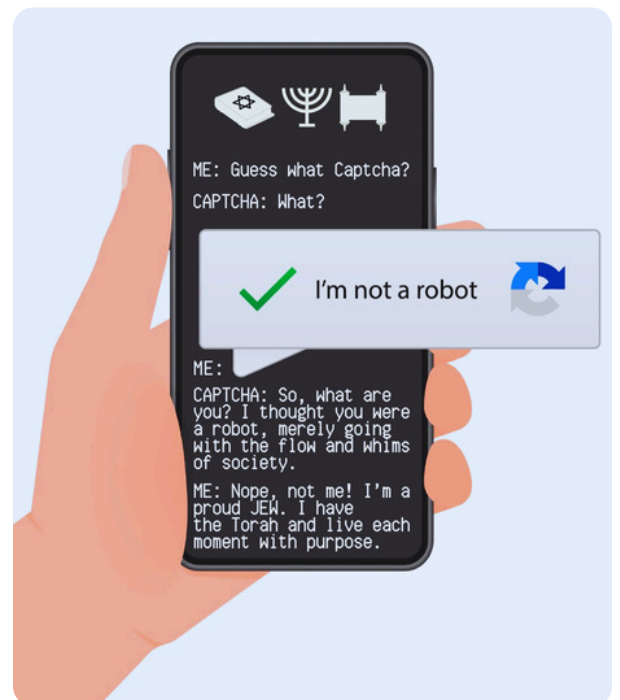 ME: Guess what Captcha?
CAPTCHA: What?
I'm not a robot
ME:
CAPTCHA: So, what are
you? I thought you were
a robot, merely going
with the flow and whims
of society.
ME: Nope, not me! I'm a
proud JEW. I have
the Torah and live each
moment with purpose.